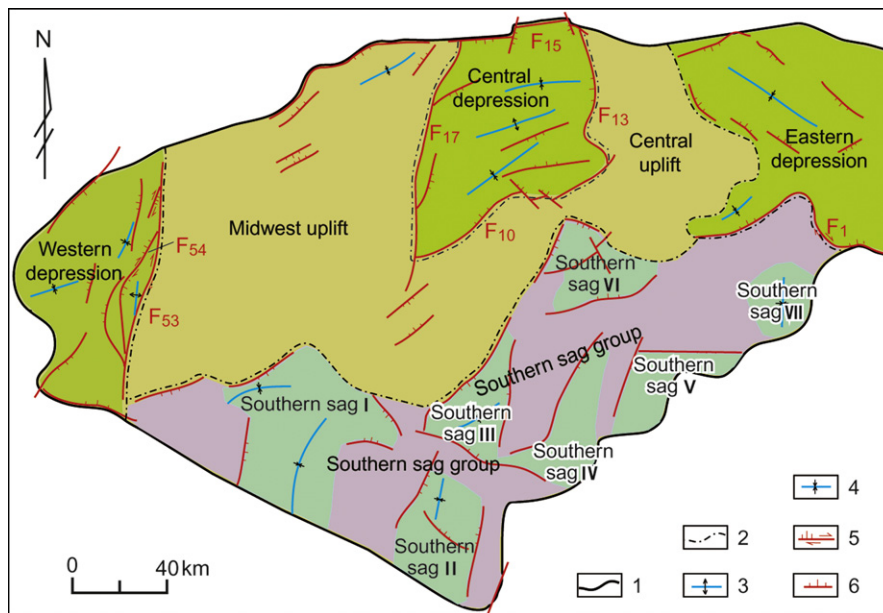 N
F15
Central
depression
F13
F17
Central
uplift
Eastern
depression
Midwest uplift
F10
F1
Western
depression
F54
F53
Southern
sag VI
Southern
sag VII
Southern sag group
Southern
sag V
Southern sag I
Southern
sag III
Southern sag group
Southern
sag IV
Southern
sag II
0 40 km
1
2
3
4
5
6